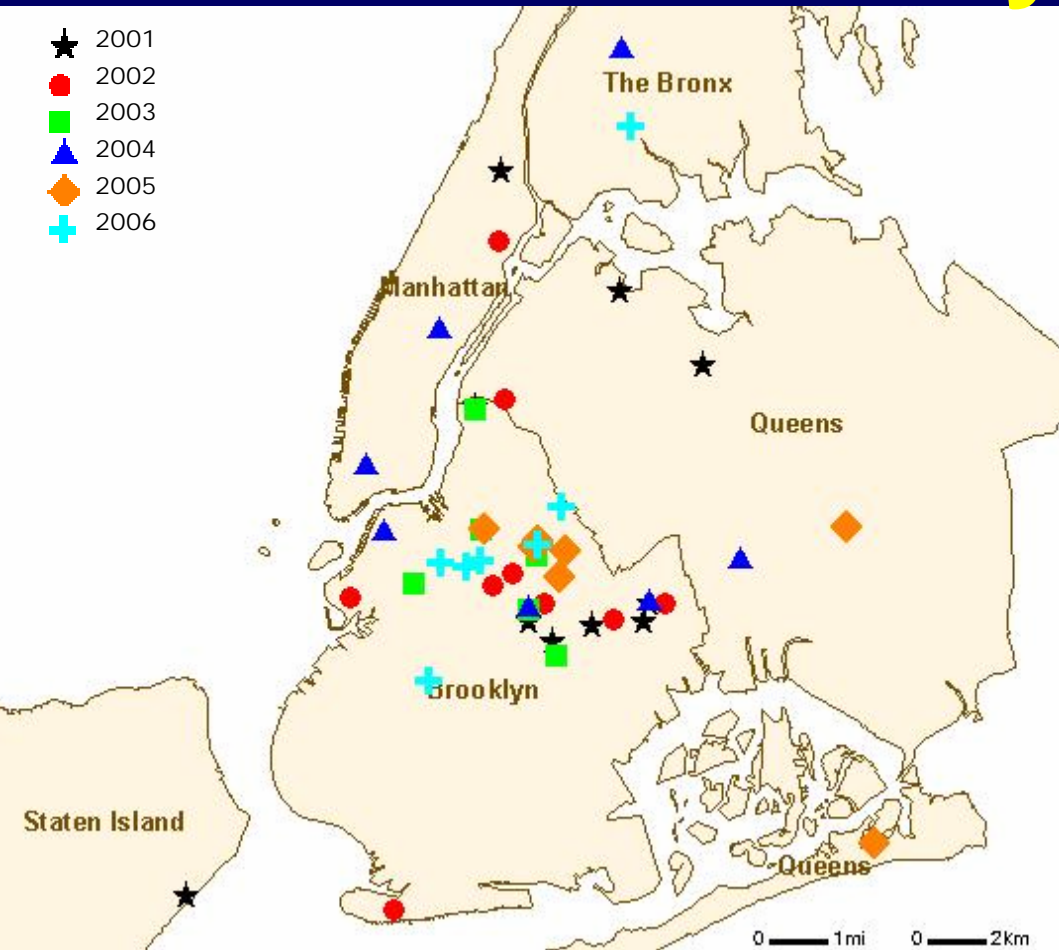 2001
2002
2003
2004
2005
2006
The Bronx
Manhattan
Queens
Brooklyn
Staten Island
Queens
0 1mi 0 2km